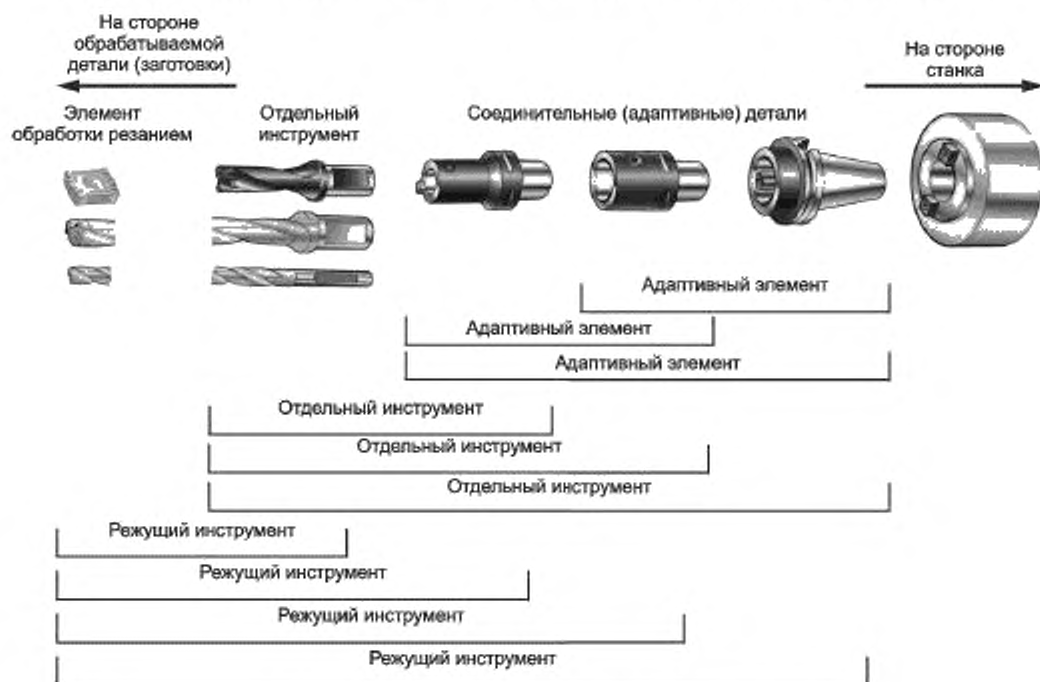 На стороне
обрабатываемой
детали (заготовки)
На стороне
станка
Элемент
обработки резанием
Отдельный
инструмент
Соединительные (адаптивные) детали
Адаптивный элемент
Адаптивный элемент
Адаптивный элемент
Отдельный инструмент
Отдельный инструмент
Отдельный инструмент
Режущий инструмент
Режущий инструмент
Режущий инструмент
Режущий инструмент